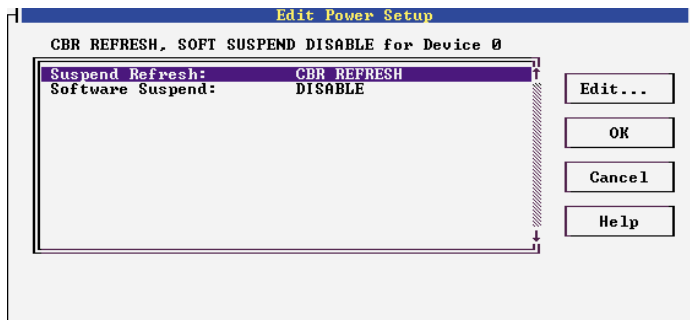 Edit Power Setup
CBR REFRESH, SOFT SUSPEND DISABLE for Device 0
Suspend Refresh: CBR REFRESH
Software Suspend: DISABLE
Edit...
OK
Cancel
Help